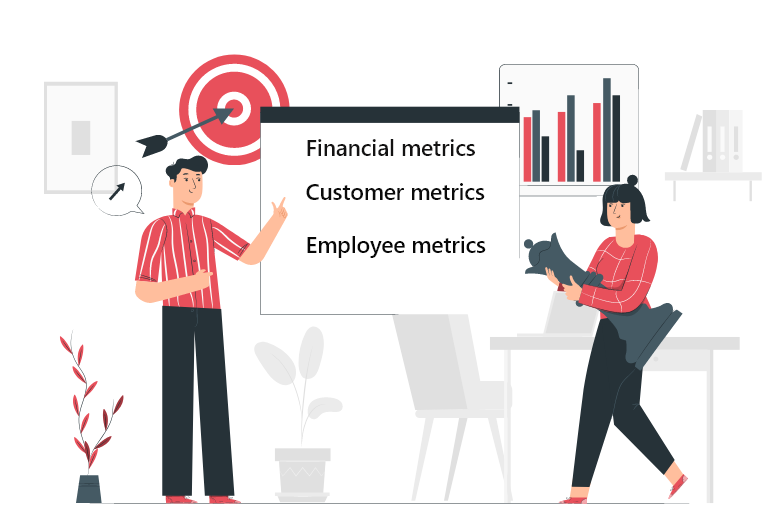 Financial metrics
Customer metrics
Employee metrics